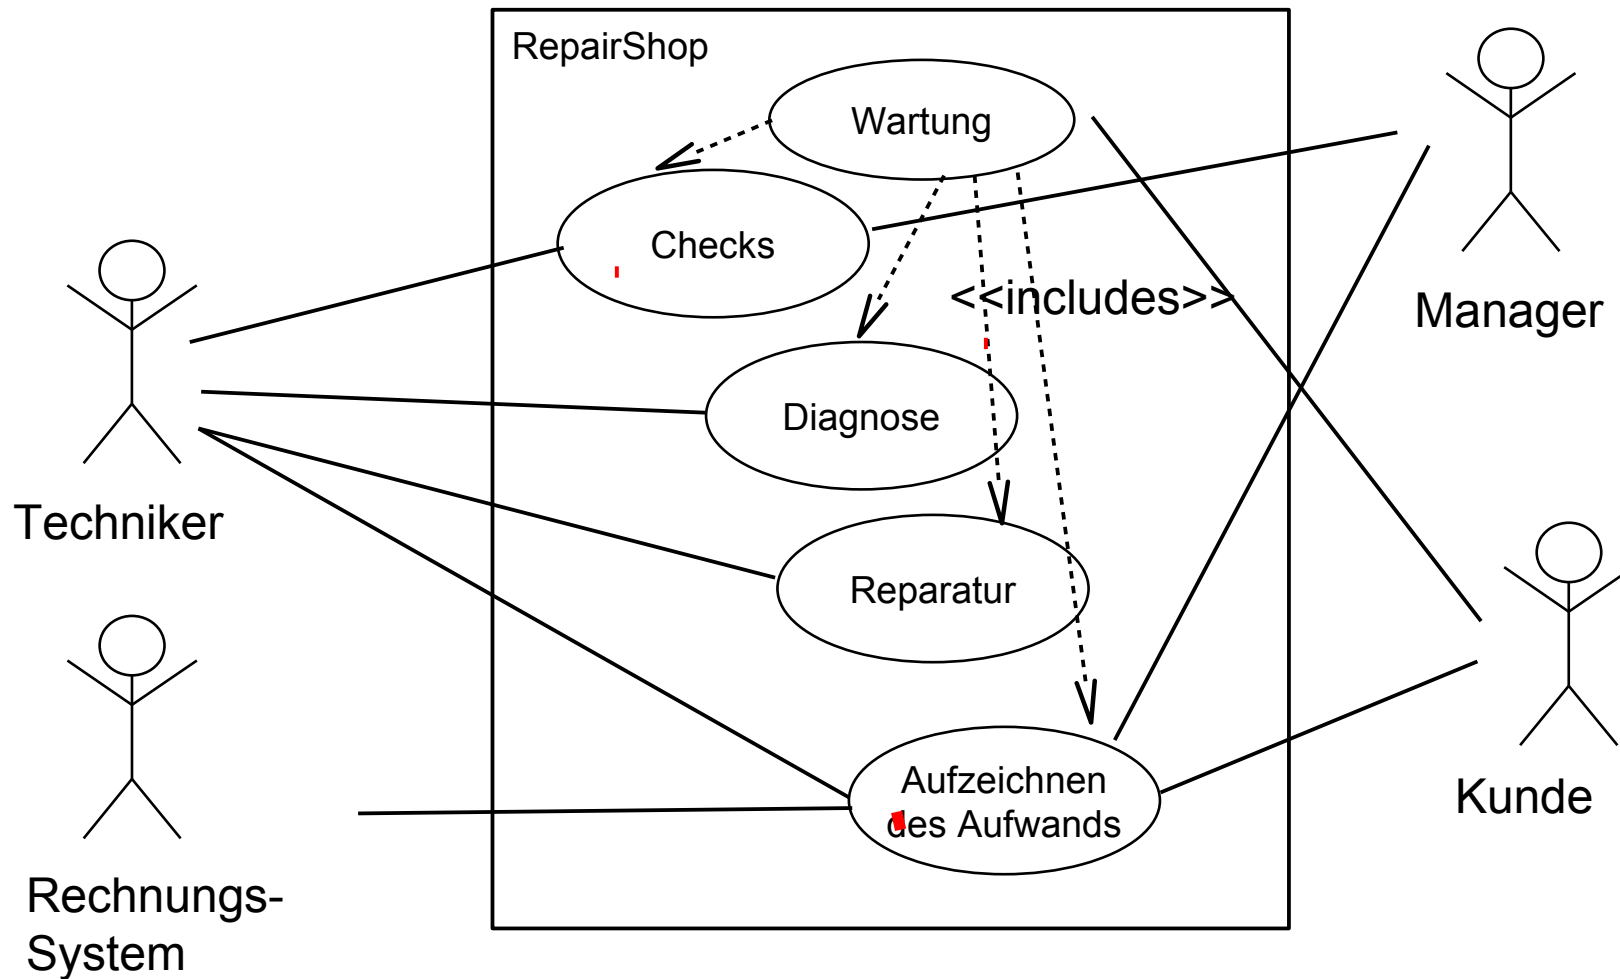 RepairShop
Wartung
Checks
<<includes>>
Manager
Diagnose
Techniker
Reparatur
Aufzeichnen
des Aufwands
Kunde
Rechnungs-
System